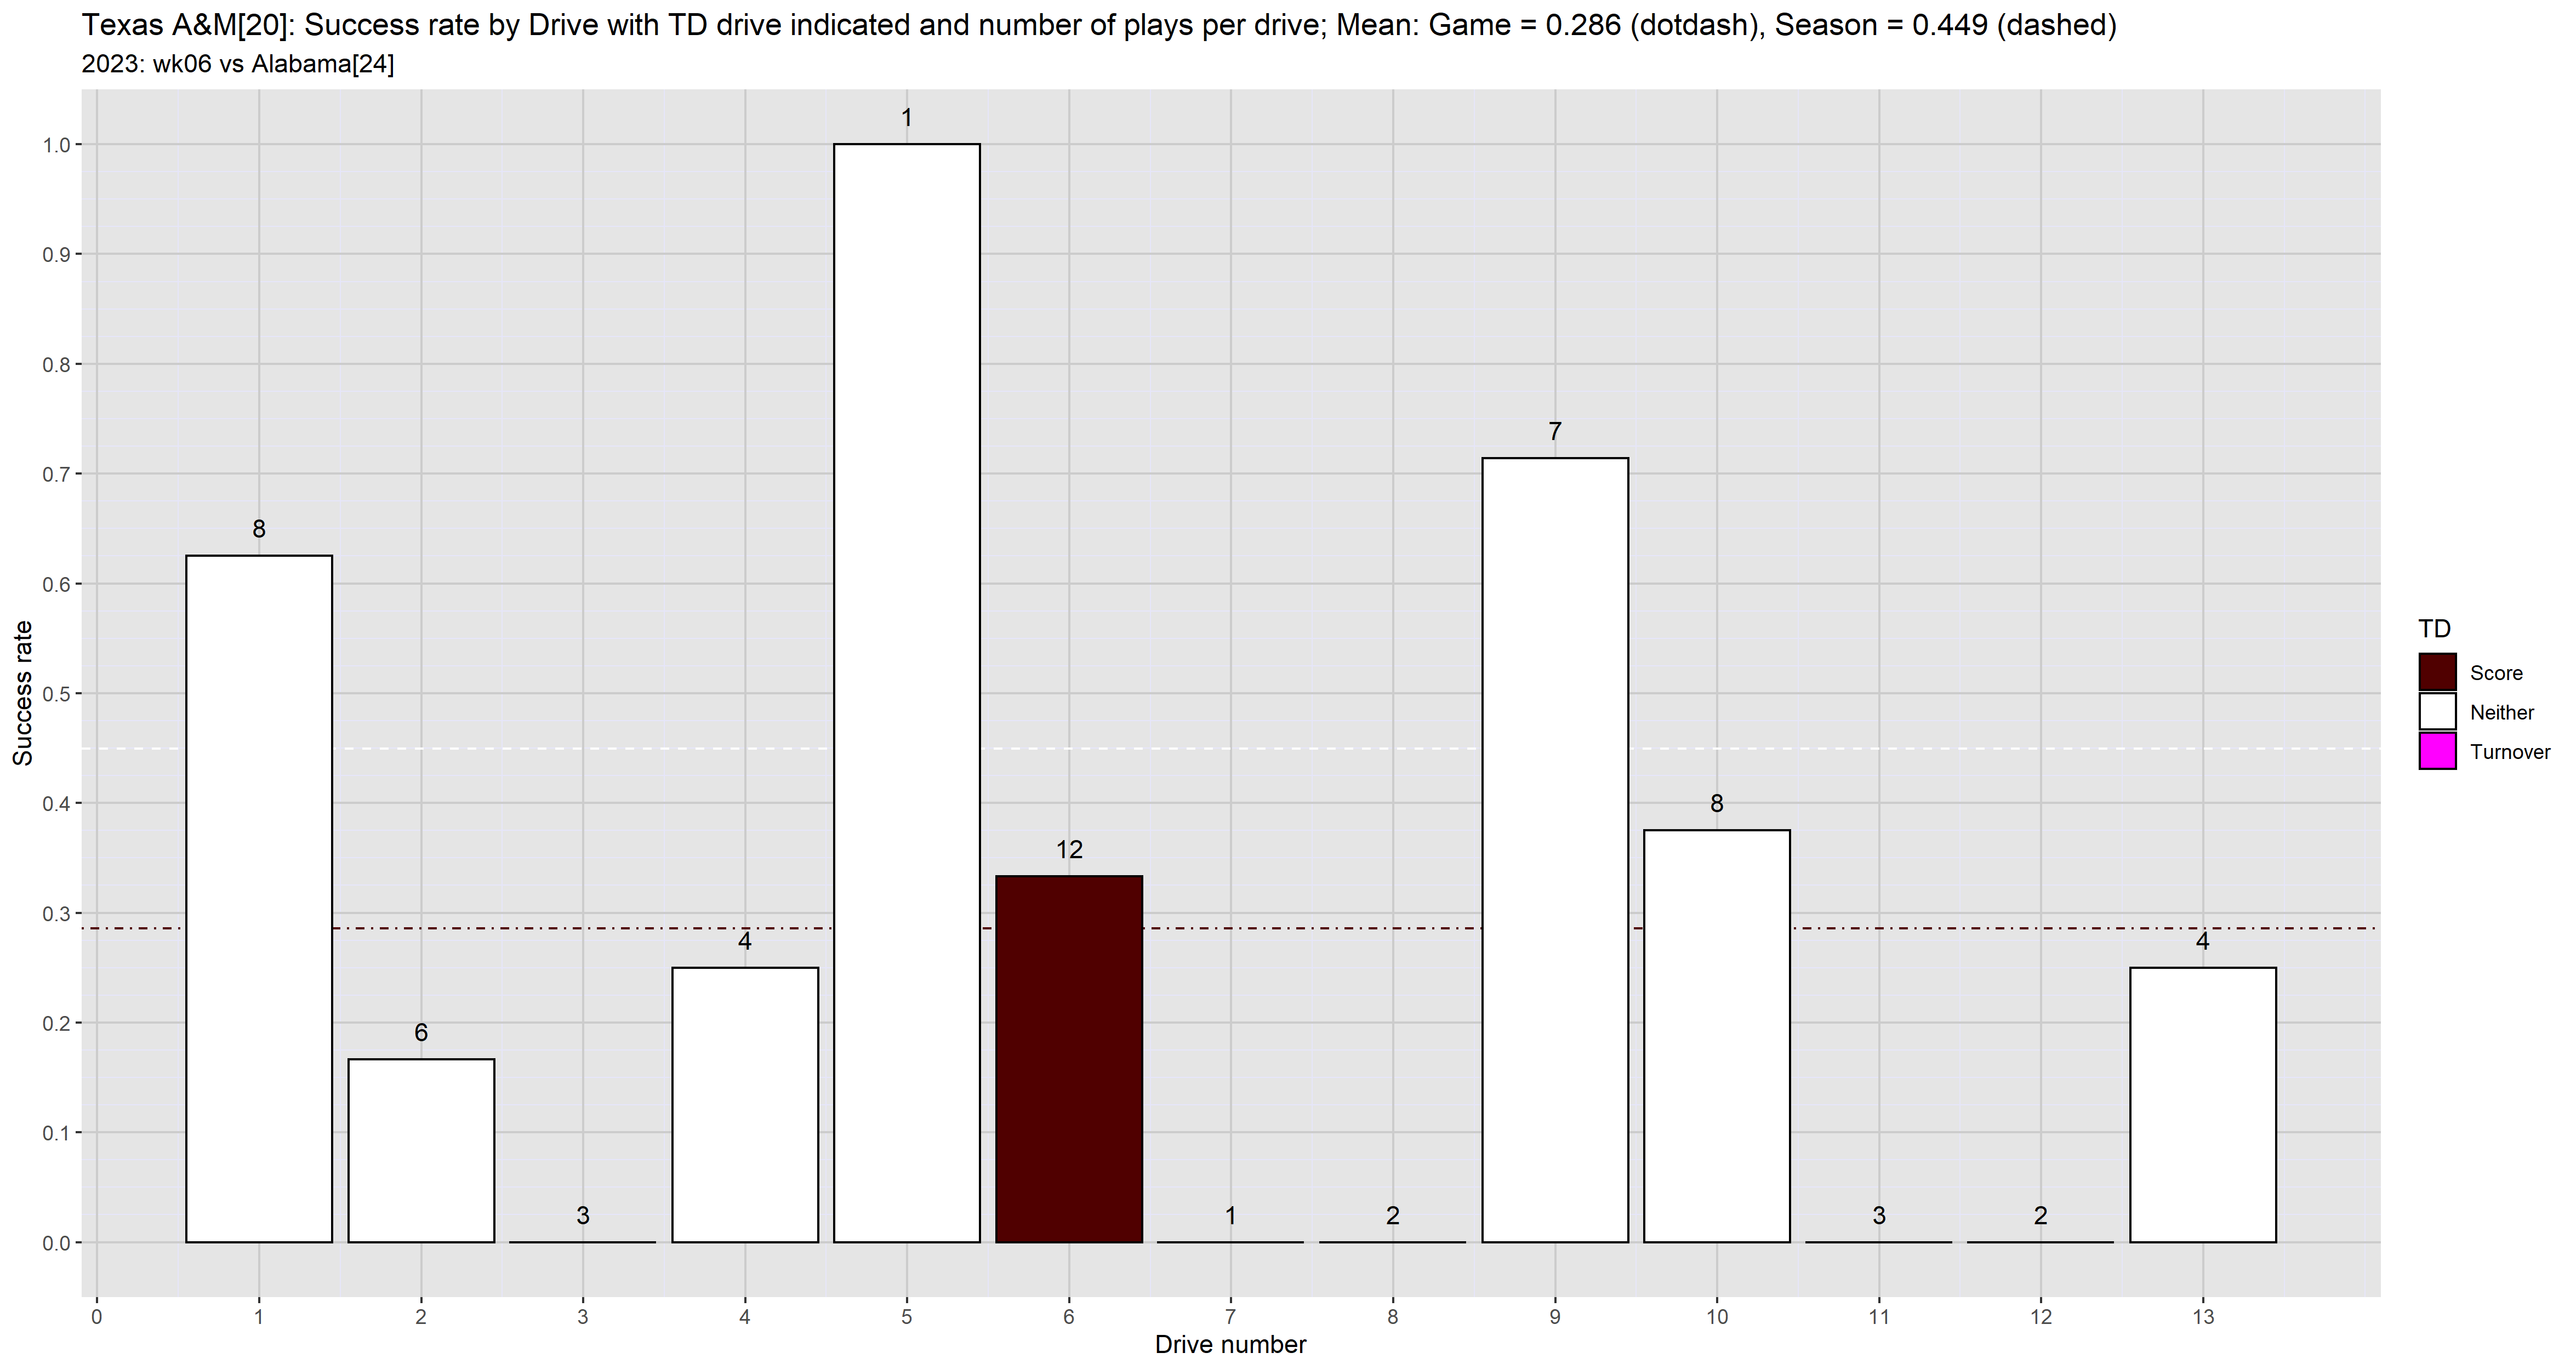 Texas A&M[20]: Success rate by Drive with TD drive indicated and number of plays per drive; Mean: Game = 0.286 (dotdash), Season = 0.449 (dashed)
2023: wk06 vs Alabama[24]
1
1.0
0.9
0.8
7
0.7
8
0.6
TD
Success rate
Score
0.5
Neither
Turnover
8
0.4
12
0.3
4
4
6
0.2
0.1
3
1
2
3
2
0.0
0 1 2 3 4 5 6 7 8 9 10 11 12 13
Drive number